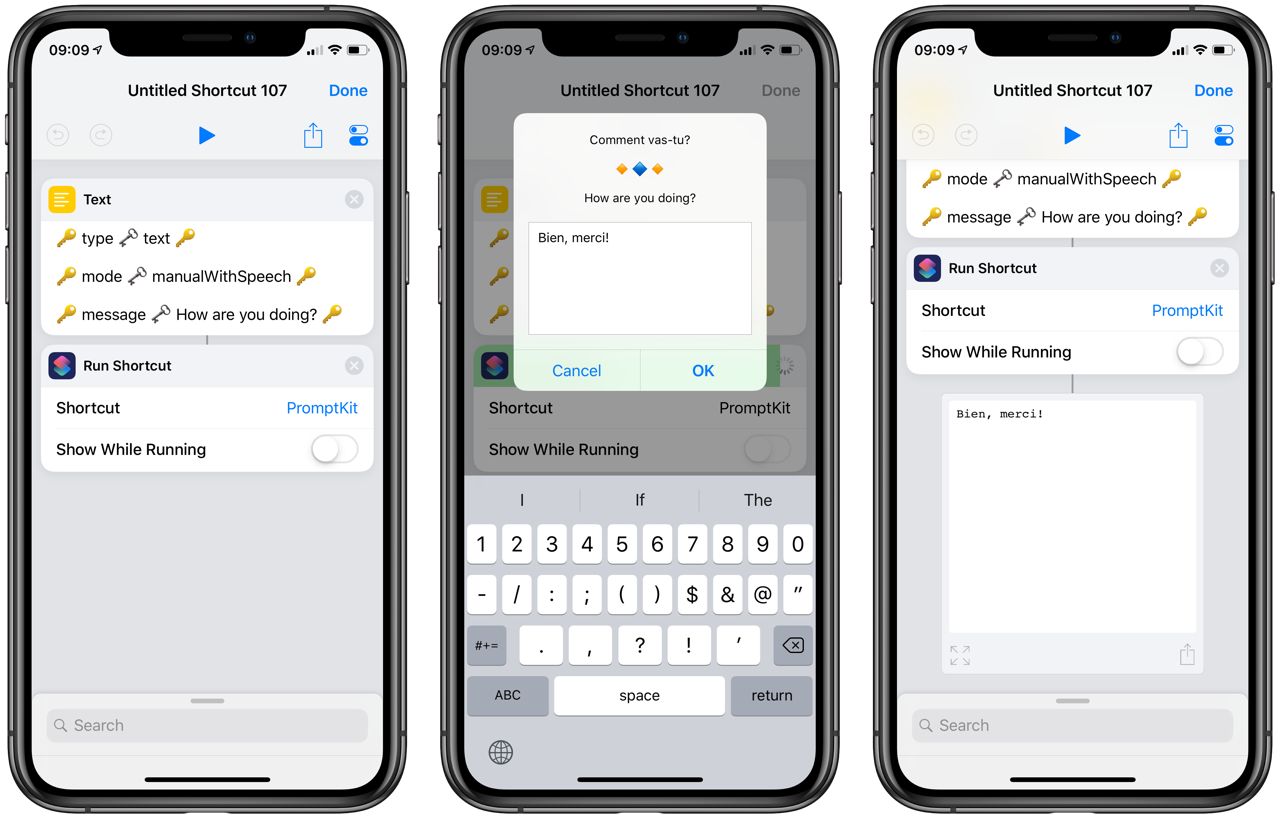 09:09
Untitled Shortcut 107
Done
Text
🔑 type 🗝 text 🔑
🔑 mode 🗝 manualWithSpeech 🔑
🔑 message 🗝 How are you doing? 🔑
Run Shortcut
Shortcut PromptKit
Show While Running
Search
09:09
Untitled Shortcut 107
Done
Comment vas-tu?
🔸🔷🔸
How are you doing?
Bien, merci!
Cancel OK
Shortcut PromptKit
Show While Running
I If The
1 2 3 4 5 6 7 8 9 0
- / : ; ( ) $ & @ "
#+= . , ? ! ’
ABC space return
09:09
Untitled Shortcut 107
Done
🔑 mode 🗝 manualWithSpeech 🔑
🔑 message 🗝 How are you doing? 🔑
Run Shortcut
Shortcut PromptKit
Show While Running
Bien, merci!
Search